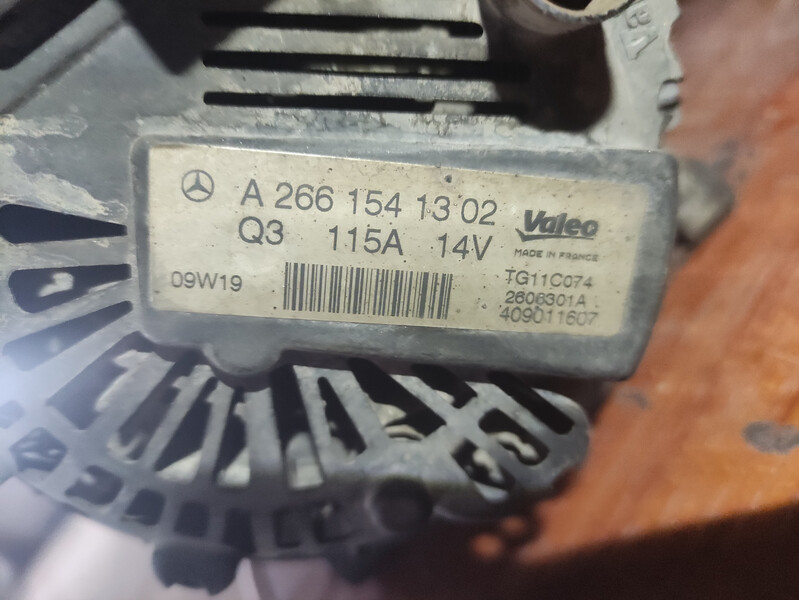 A 266 154 13 02
Q3 115A 14V
Valeo
MADE IN FRANCE
09W19
TG11C074
2606301A
409011607